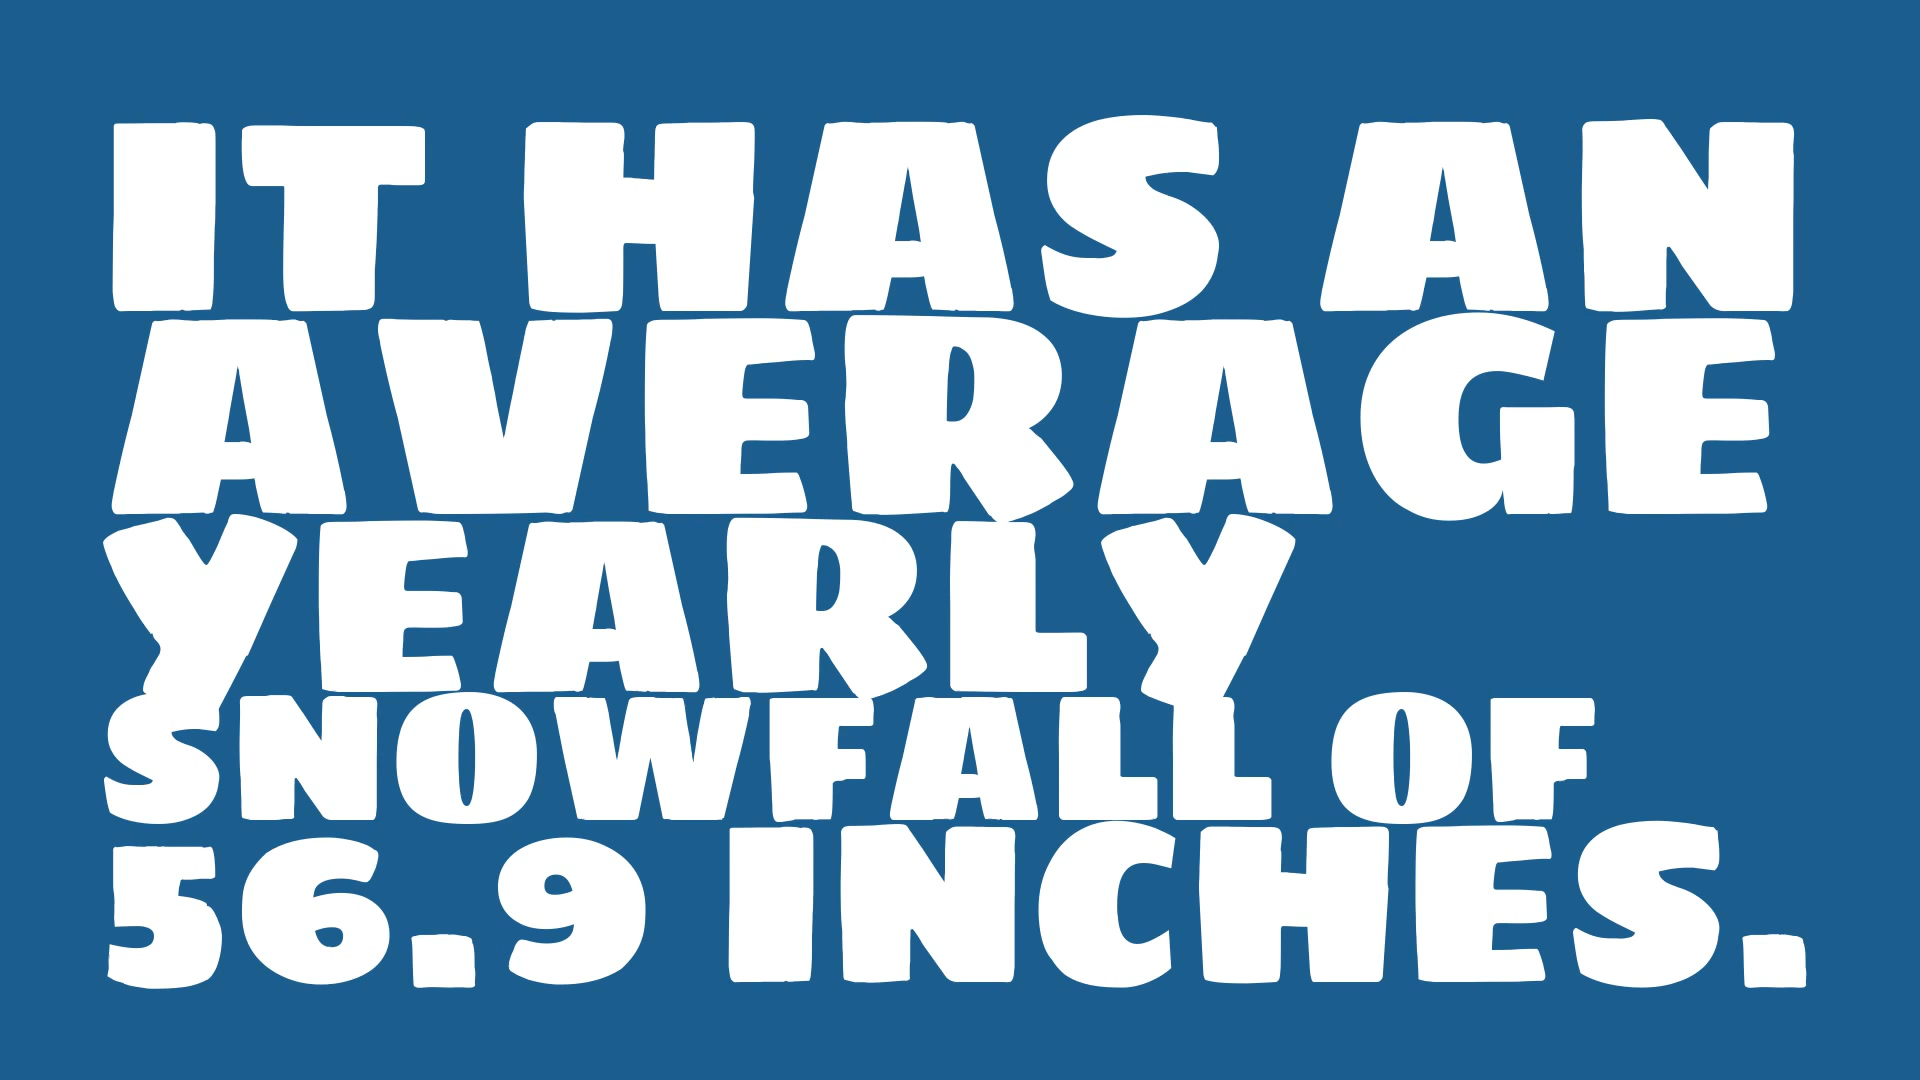 IT HAS AN
AVERAGE
YEARLY
SNOWFALL OF
56.9 INCHES.